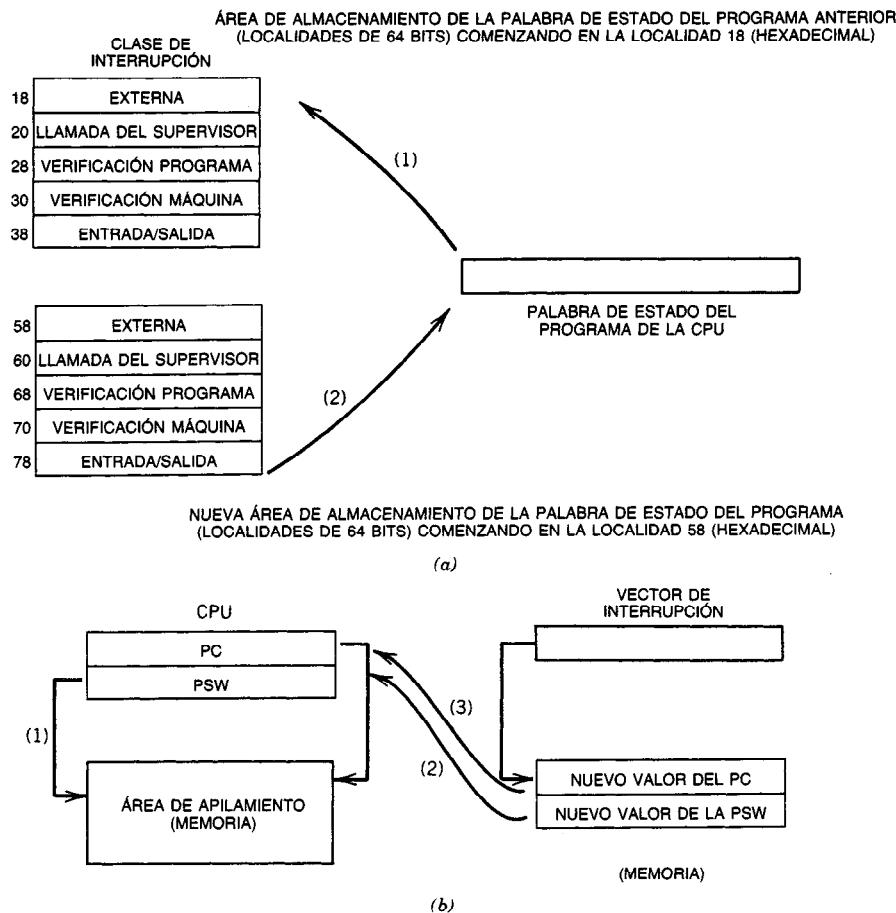 ÁREA DE ALMACENAMIENTO DE LA PALABRA DE ESTADO DEL PROGRAMA ANTERIOR
(LOCALIDADES DE 64 BITS) COMENZANDO EN LA LOCALIDAD 18 (HEXADECIMAL)
CLASE DE
INTERRUPCIÓN
18 EXTERNA
20 LLAMADA DEL SUPERVISOR
28 VERIFICACIÓN PROGRAMA
30 VERIFICACIÓN MÁQUINA
38 ENTRADA/SALIDA
(1)
PALABRA DE ESTADO DEL
PROGRAMA DE LA CPU
58 EXTERNA
60 LLAMADA DEL SUPERVISOR
68 VERIFICACIÓN PROGRAMA
70 VERIFICACIÓN MÁQUINA
78 ENTRADA/SALIDA
(2)
NUEVA ÁREA DE ALMACENAMIENTO DE LA PALABRA DE ESTADO DEL PROGRAMA
(LOCALIDADES DE 64 BITS) COMENZANDO EN LA LOCALIDAD 58 (HEXADECIMAL)
(a)
CPU
PC
PSW
(1)
ÁREA DE APILAMIENTO
(MEMORIA)
VECTOR DE
INTERRUPCIÓN
(3)
(2)
NUEVO VALOR DEL PC
NUEVO VALOR DE LA PSW
(MEMORIA)
(b)